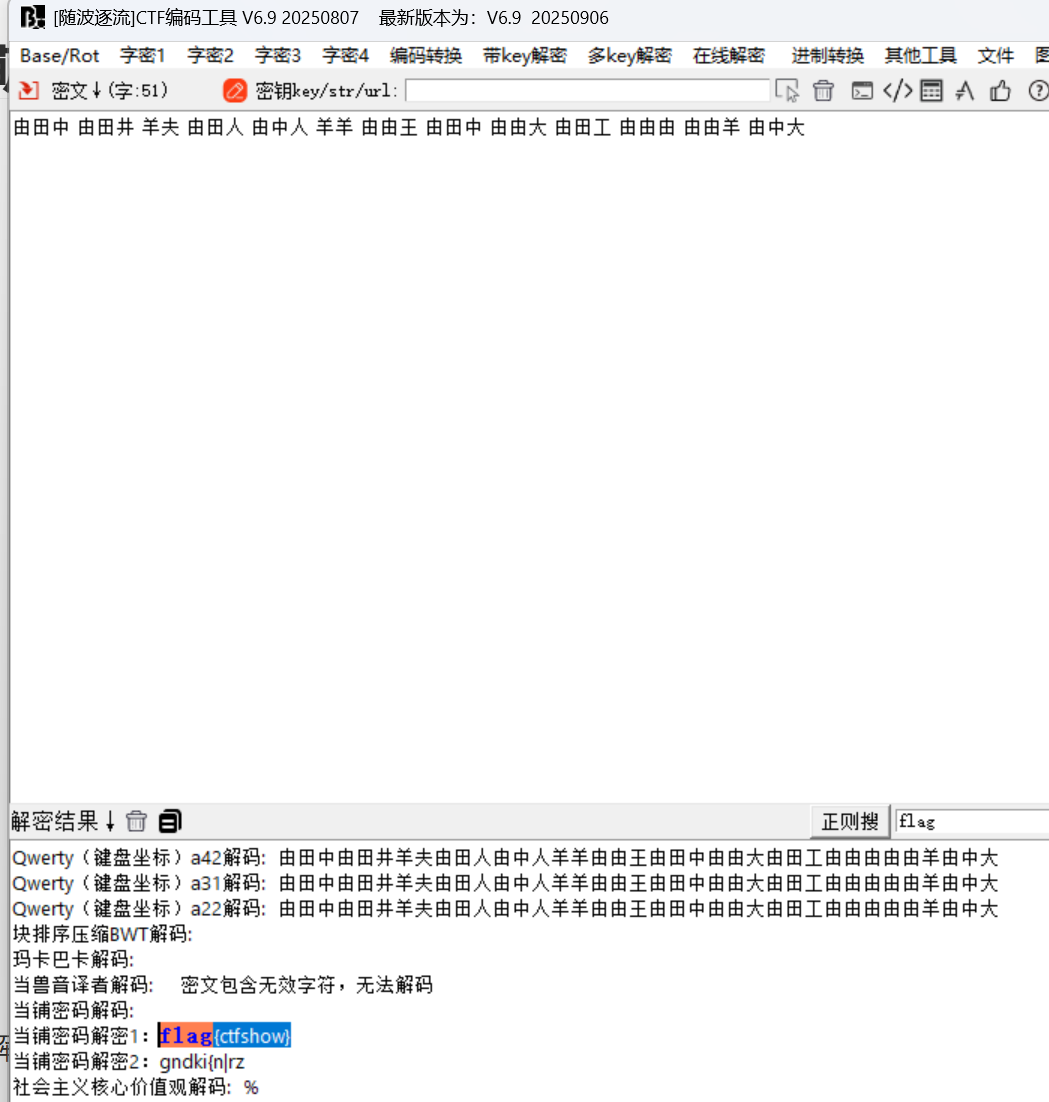 [随波逐流]CTF编码工具 V6.9 20250807 最新版本为：V6.9 20250906
Base/Rot 字密1 字密2 字密3 字密4 编码转换 带key解密 多key解密 在线解密 进制转换 其他工具 文件
密文↓(字:51) 密钥key/str/url:
由田中 由田井 羊夫 由田人 由中人 羊羊 由由王 由田中 由由大 由田工 由由由 由由羊 由中大
解密结果↓ 正则搜 flag
Qwerty（键盘坐标）a42解码: 由田中由田井羊夫由田人由中人羊羊由由王由田中由由大由田工由由由由由羊由中大
Qwerty（键盘坐标）a31解码: 由田中由田井羊夫由田人由中人羊羊由由王由田中由由大由田工由由由由由羊由中大
Qwerty（键盘坐标）a22解码: 由田中由田井羊夫由田人由中人羊羊由由王由田中由由大由田工由由由由由羊由中大
块排序压缩BWT解码:
玛卡巴卡解码:
当兽音译者解码: 密文包含无效字符，无法解码
当铺密码解码:
当铺密码解密1: flag{ctfshow}
当铺密码解密2: gndki{n|rz
社会主义核心价值观解码: %